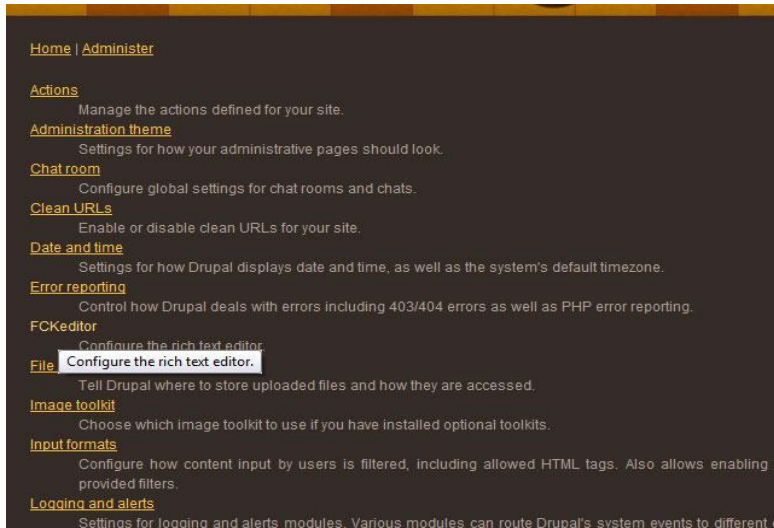 Home | Administer
Actions
Manage the actions defined for your site.
Administration theme
Settings for how your administrative pages should look.
Chat room
Configure global settings for chat rooms and chats.
Clean URLs
Enable or disable clean URLs for your site.
Date and time
Settings for how Drupal displays date and time, as well as the system's default timezone.
Error reporting
Control how Drupal deals with errors including 403/404 errors as well as PHP error reporting.
FCKeditor
Configure the rich text editor.
File
Configure the rich text editor.
Tell Drupal where to store uploaded files and how they are accessed.
Image toolkit
Choose which image toolkit to use if you have installed optional toolkits.
Input formats
Configure how content input by users is filtered, including allowed HTML tags. Also allows enabling
provided filters.
Logging and alerts
Settings for logging and alerts modules. Various modules can route Drupal's system events to different